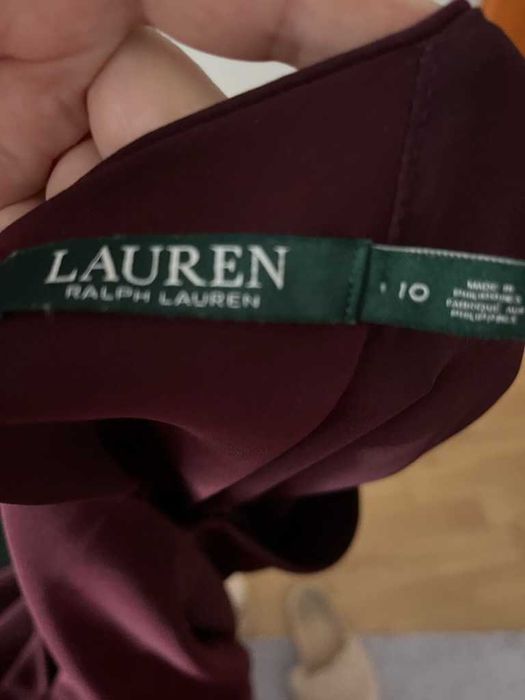 LAUREN
RALPH LAUREN
10
MADE IN
PHILIPPINES
FABRIQUÉ AUX
PHILIPPINES